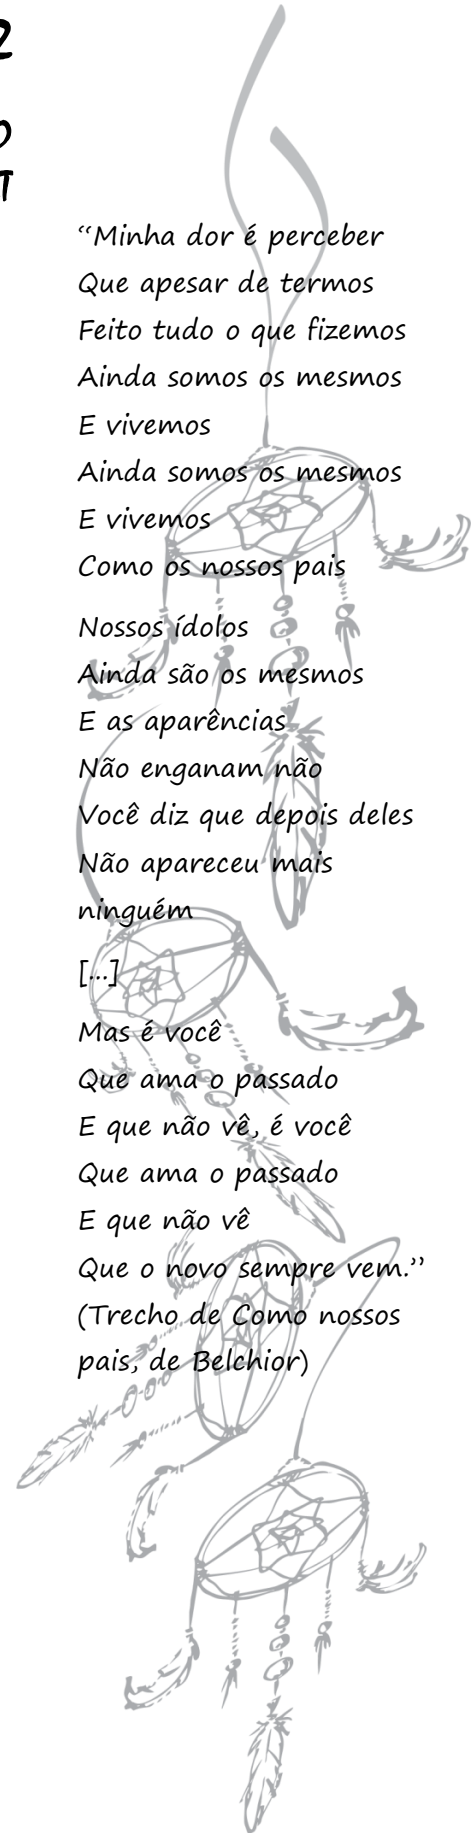 2
O
T
“Minha dor é perceber
Que apesar de termos
Feito tudo o que fizemos
Ainda somos os mesmos
E vivemos
Ainda somos os mesmos
E vivemos
Como os nossos pais
Nossos ídolos
Ainda são os mesmos
E as aparências
Não enganam não
Você diz que depois deles
Não apareceu mais
ninguém
[...]
Mas é você
Que ama o passado
E que não vê, é você
Que ama o passado
E que não vê
Que o novo sempre vem.”
(Trecho de Como nossos
pais, de Belchior)